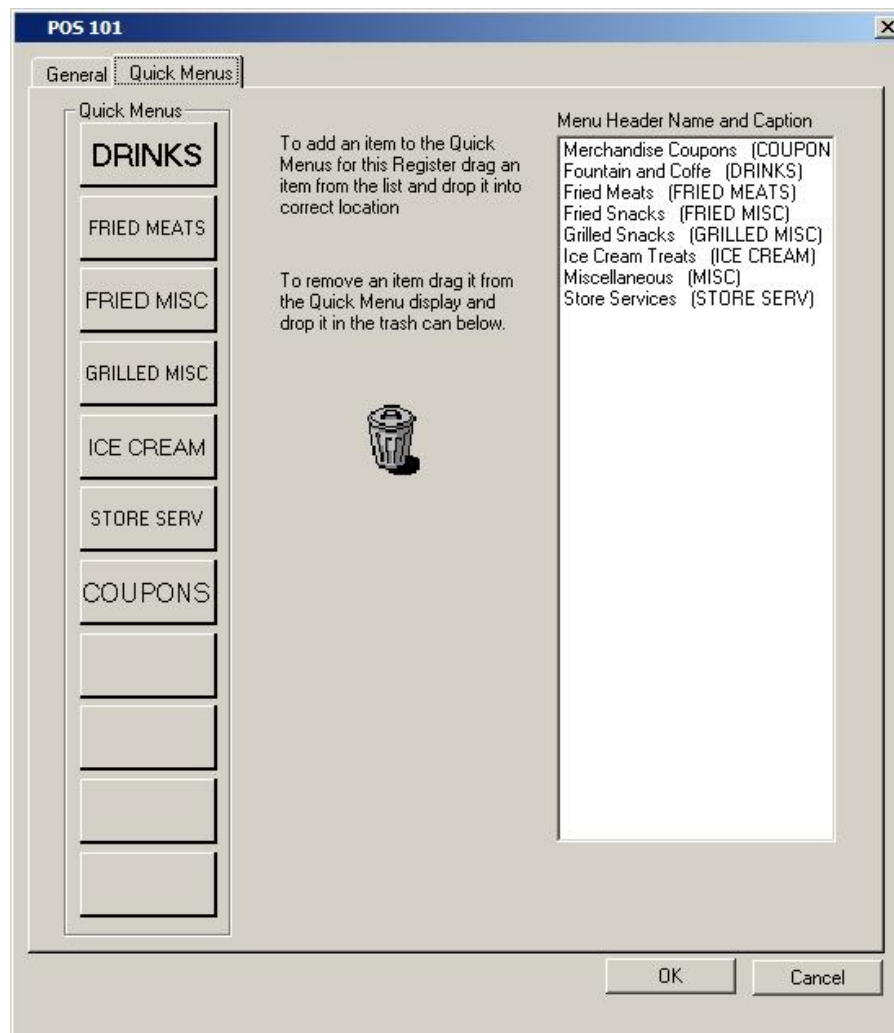 POS 101
General
Quick Menus
Quick Menus
DRINKS
FRIED MEATS
FRIED MISC
GRILLED MISC
ICE CREAM
STORE SERV
COUPONS
To add an item to the Quick
Menus for this Register drag an
item from the list and drop it into
correct location
To remove an item drag it from
the Quick Menu display and
drop it in the trash can below.
Menu Header Name and Caption
Merchandise Coupons (COUPON
Fountain and Coffe (DRINKS)
Fried Meats (FRIED MEATS)
Fried Snacks (FRIED MISC)
Grilled Snacks (GRILLED MISC)
Ice Cream Treats (ICE CREAM)
Miscellaneous (MISC)
Store Services (STORE SERV)
OK
Cancel